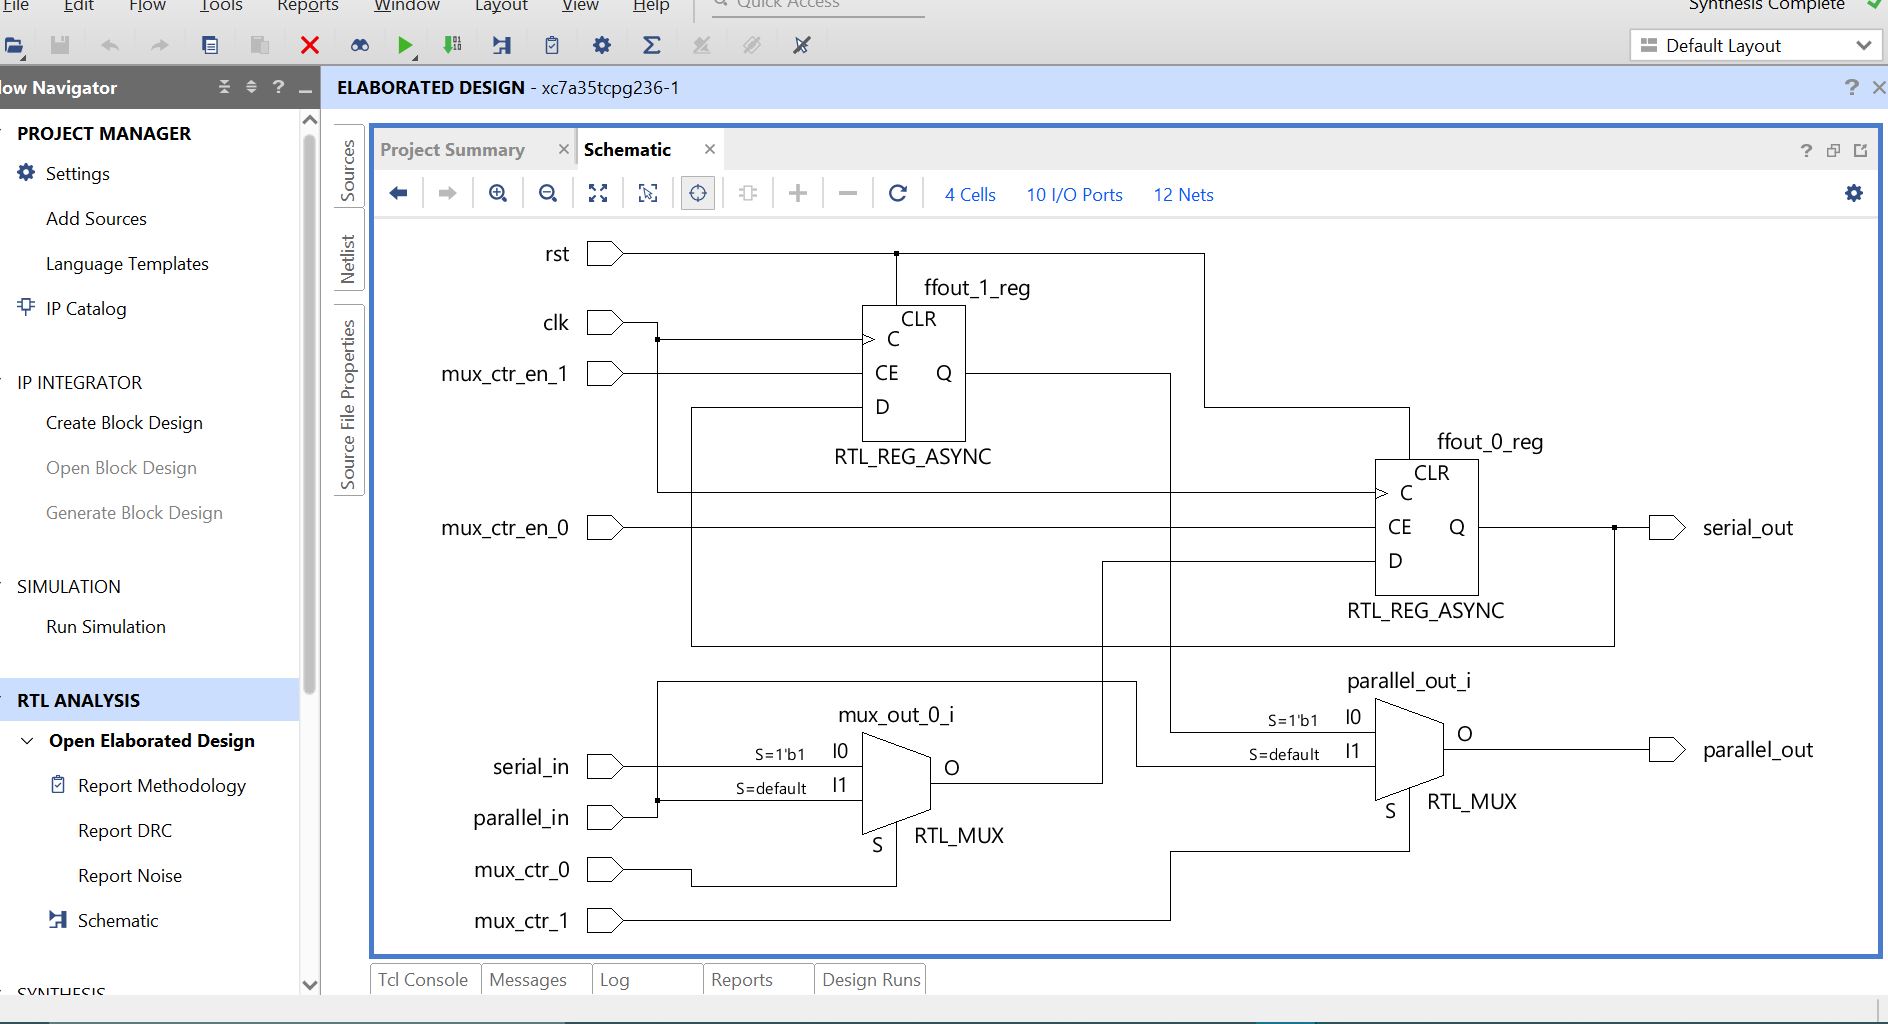 File Edit Flow Tools Reports Window Layout View Help Quick Access Synthesis Complete
Default Layout
low Navigator
ELABORATED DESIGN - xc7a35tcpg236-1
PROJECT MANAGER
Settings
Add Sources
Language Templates
IP Catalog
IP INTEGRATOR
Create Block Design
Open Block Design
Generate Block Design
SIMULATION
Run Simulation
RTL ANALYSIS
Open Elaborated Design
Report Methodology
Report DRC
Report Noise
Schematic
SYNTHESIS
Sources
Netlist
Source File Properties
Project Summary
Schematic
4 Cells 10 I/O Ports 12 Nets
rst
ffout_1_reg
CLR
clk
C
mux_ctr_en_1
CE Q
D
RTL_REG_ASYNC
ffout_0_reg
CLR
C
mux_ctr_en_0
CE Q
serial_out
D
RTL_REG_ASYNC
parallel_out_i
mux_out_0_i
S=1'b1 I0
O
S=default I1
parallel_out
RTL_MUX
S
serial_in
S=1'b1 I0
O
S=default I1
parallel_in
RTL_MUX
S
mux_ctr_0
mux_ctr_1
Tcl Console Messages Log Reports Design Runs